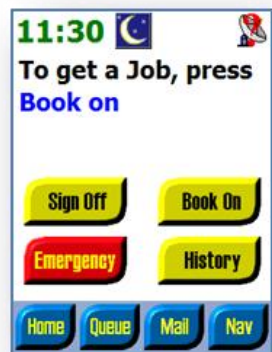 11:30
To get a Job, press
Book on
Sign Off Book On
Emergency History
Home Queue Mail Nav